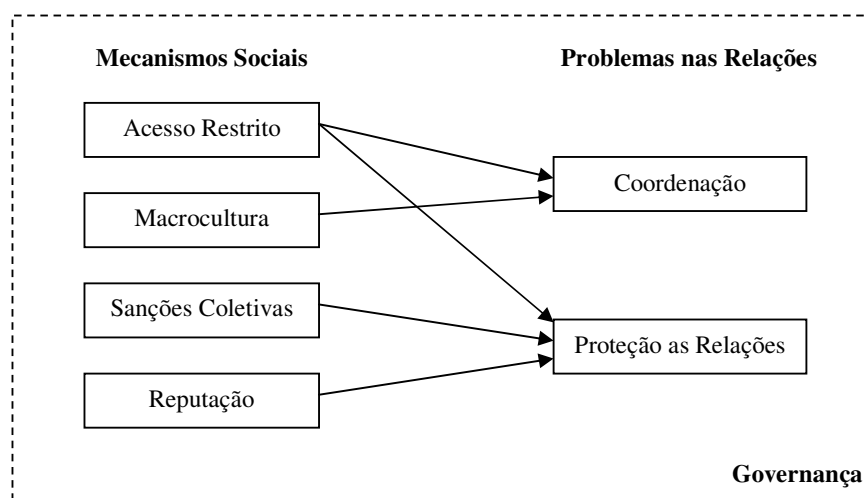 Mecanismos Sociais
Problemas nas Relações
Acesso Restrito
Macrocultura
Sanções Coletivas
Reputação
Coordenação
Proteção as Relações
Governança